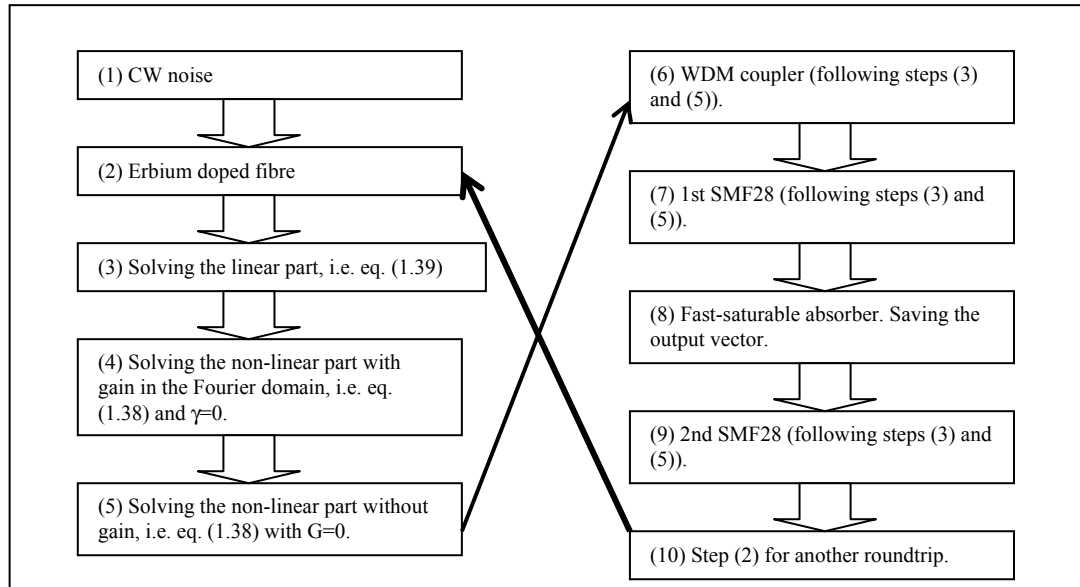 (1) CW noise
(2) Erbium doped fibre
(3) Solving the linear part, i.e. eq. (1.39)
(4) Solving the non-linear part with
gain in the Fourier domain, i.e. eq.
(1.38) and γ=0.
(5) Solving the non-linear part without
gain, i.e. eq. (1.38) with G=0.
(6) WDM coupler (following steps (3)
and (5)).
(7) 1st SMF28 (following steps (3) and
(5)).
(8) Fast-saturable absorber. Saving the
output vector.
(9) 2nd SMF28 (following steps (3) and
(5)).
(10) Step (2) for another roundtrip.